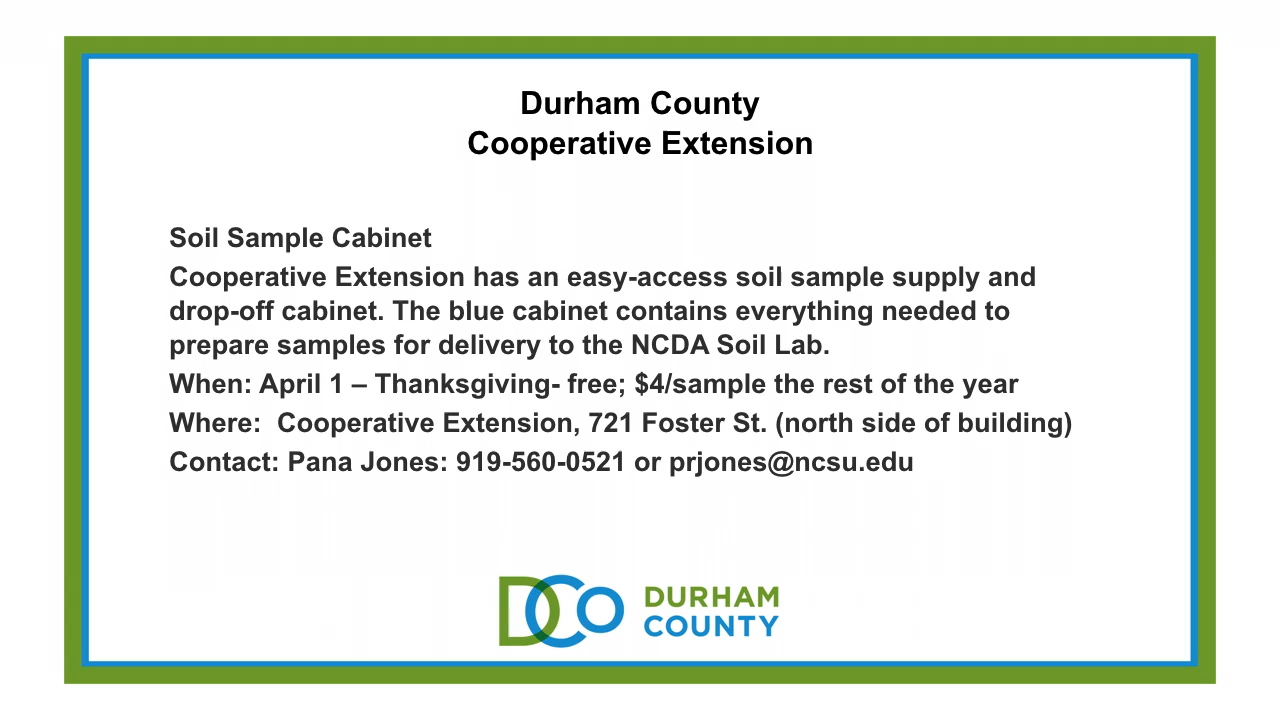 Durham County
Cooperative Extension
Soil Sample Cabinet
Cooperative Extension has an easy-access soil sample supply and
drop-off cabinet. The blue cabinet contains everything needed to
prepare samples for delivery to the NCDA Soil Lab.
When: April 1 – Thanksgiving- free; $4/sample the rest of the year
Where:  Cooperative Extension, 721 Foster St. (north side of building)
Contact: Pana Jones: 919-560-0521 or prjones@ncsu.edu
DCO
DURHAM
COUNTY